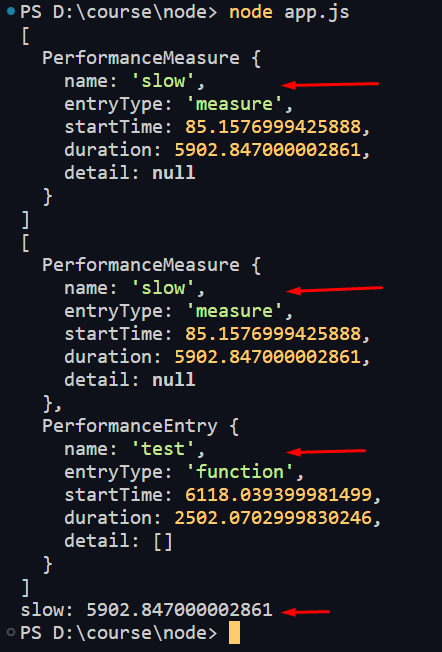 PS D:\course\node> node app.js
[
  PerformanceMeasure {
    name: 'slow',
    entryType: 'measure',
    startTime: 85.1576999425888,
    duration: 5902.847000002861,
    detail: null
  }
]
[
  PerformanceMeasure {
    name: 'slow',
    entryType: 'measure',
    startTime: 85.1576999425888,
    duration: 5902.847000002861,
    detail: null
  },
  PerformanceEntry {
    name: 'test',
    entryType: 'function',
    startTime: 6118.039399981499,
    duration: 2502.0702999830246,
    detail: []
  }
]
slow: 5902.847000002861
PS D:\course\node>